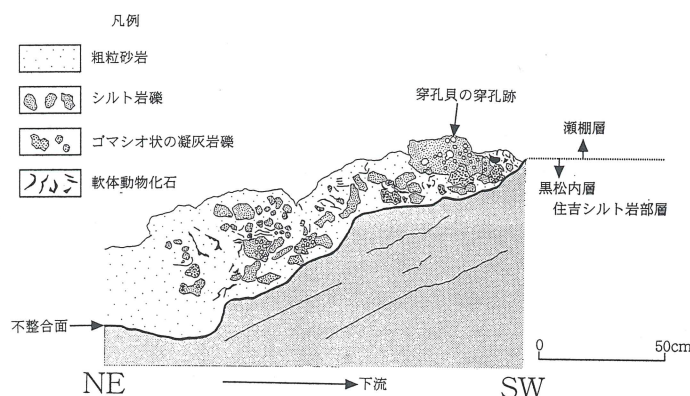 凡例
粗粒砂岩
シルト岩礫
ゴマシオ状の凝灰岩礫
軟体動物化石
穿孔貝の穿孔跡
瀬棚層
黒松内層
住吉シルト岩部層
不整合面
0 50cm
NE 下流 SW